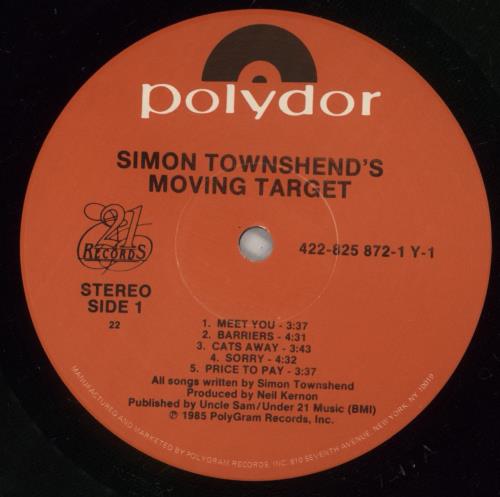 polydor
SIMON TOWNSHEND'S
MOVING TARGET
21
RECORDS
422-825 872-1 Y-1
STEREO
SIDE 1
22
1. MEET YOU - 3:37
2. BARRIERS - 4:31
3. CATS AWAY - 3:43
4. SORRY - 4:32
5. PRICE TO PAY - 3:37
All songs written by Simon Townshend
Produced by Neil Kernon
Published by Uncle Sam/Under 21 Music (BMI)
Ⓟ 1985 PolyGram Records, Inc.
MANUFACTURED AND MARKETED BY POLYGRAM RECORDS, INC. 810 SEVENTH AVENUE, NEW YORK, NY. 10019